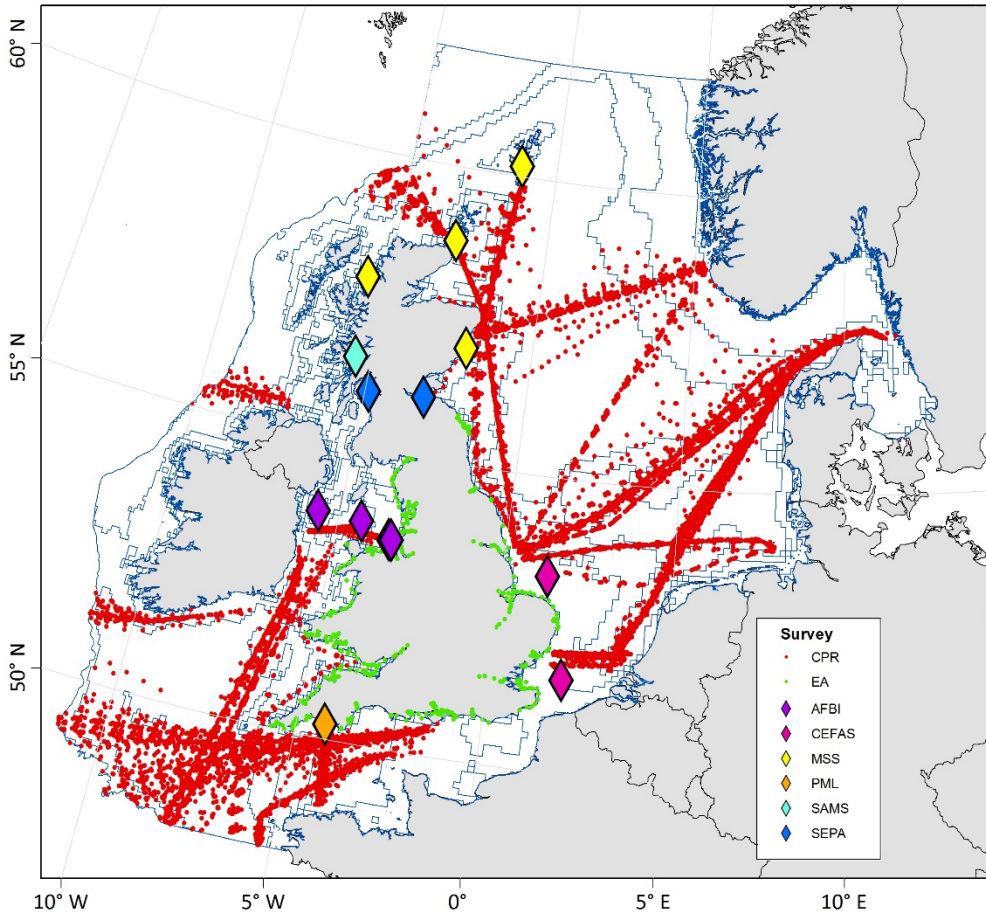 60° N
55° N
50° N
Survey
CPR
EA
AFBI
CEFAS
MSS
PML
SAMS
SEPA
10° W
5° W
0°
5° E
10° E